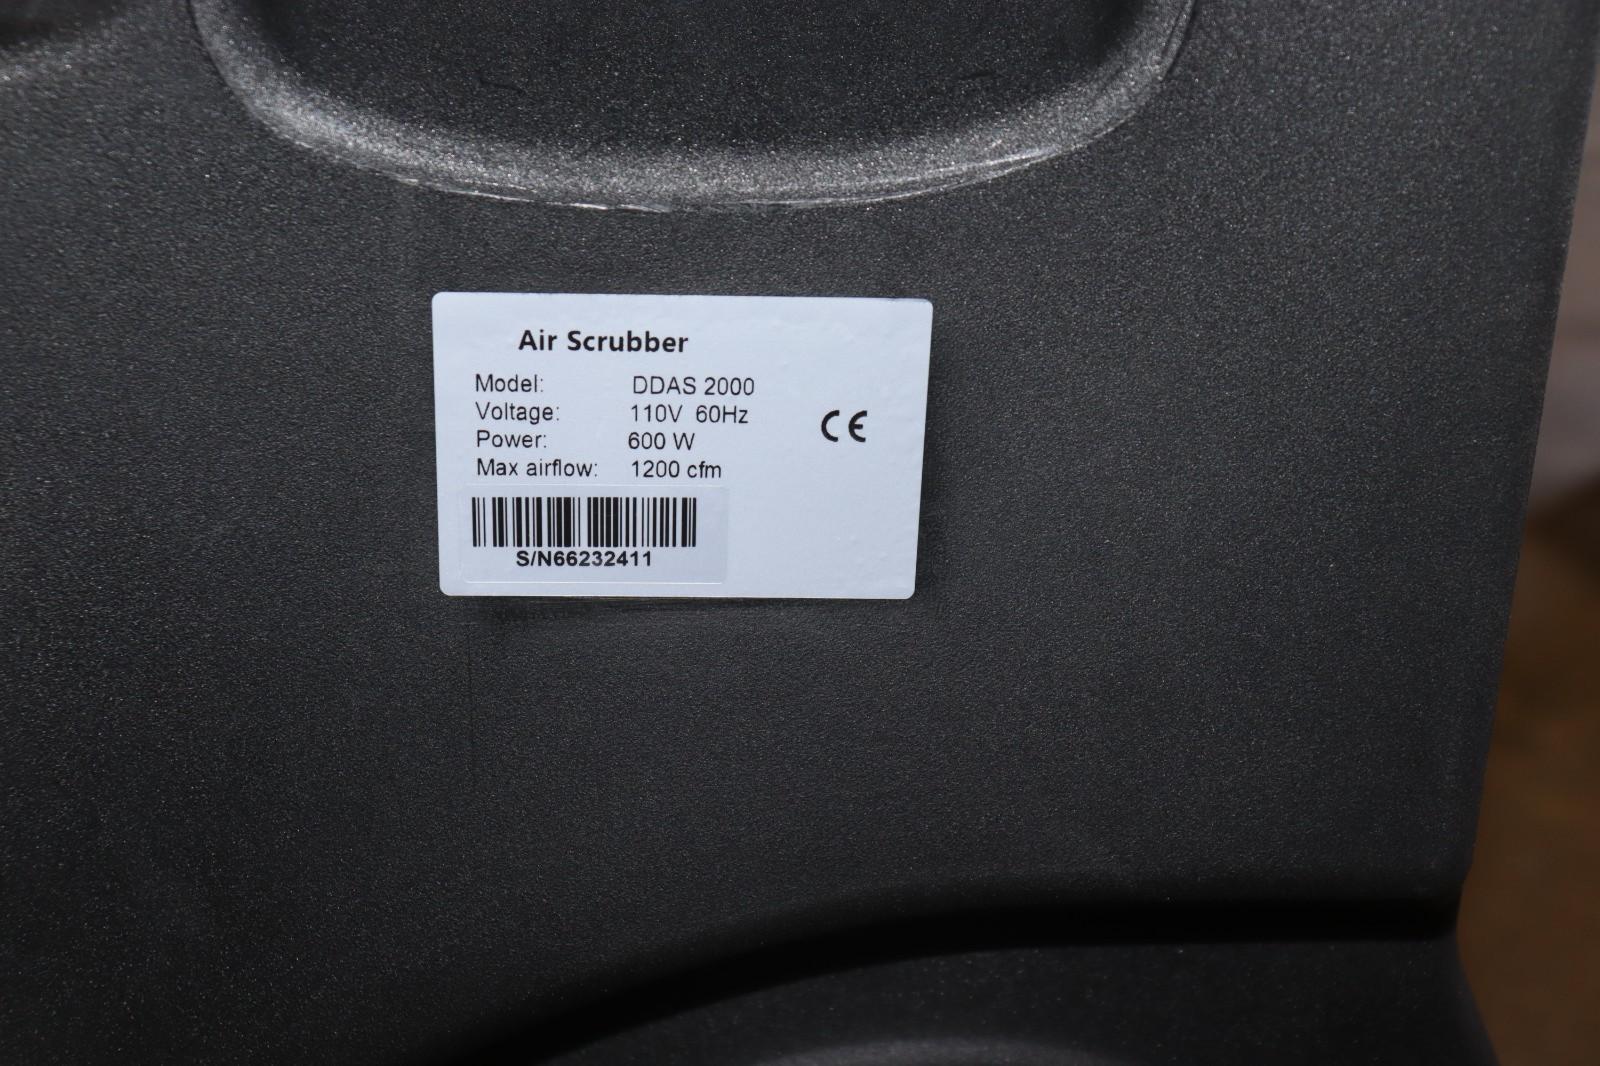 Air Scrubber
Model: DDAS 2000
Voltage: 110V 60Hz
Power: 600 W
Max airflow: 1200 cfm
CE
S/N66232411